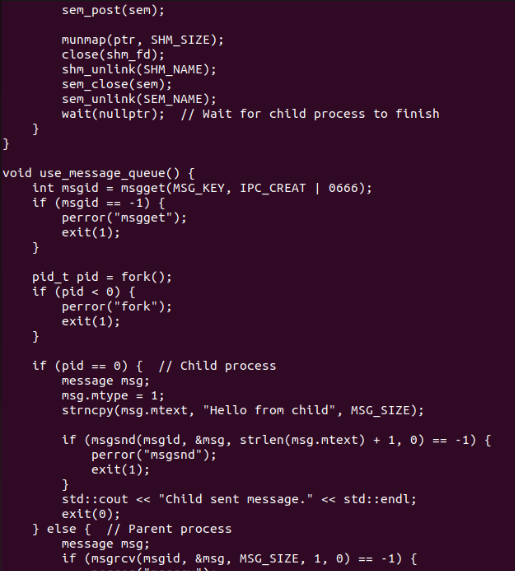 sem_post(sem);

        munmap(ptr, SHM_SIZE);
        close(shm_fd);
        shm_unlink(SHM_NAME);
        sem_close(sem);
        sem_unlink(SEM_NAME);
        wait(nullptr);  // Wait for child process to finish
    }
}

void use_message_queue() {
    int msgid = msgget(MSG_KEY, IPC_CREAT | 0666);
    if (msgid == -1) {
        perror("msgget");
        exit(1);
    }

    pid_t pid = fork();
    if (pid < 0) {
        perror("fork");
        exit(1);
    }

    if (pid == 0) {  // Child process
        message msg;
        msg.mtype = 1;
        strncpy(msg.mtext, "Hello from child", MSG_SIZE);

        if (msgsnd(msgid, &msg, strlen(msg.mtext) + 1, 0) == -1) {
            perror("msgsnd");
            exit(1);
        }
        std::cout << "Child sent message." << std::endl;
        exit(0);
    } else {  // Parent process
        message msg;
        if (msgrcv(msgid, &msg, MSG_SIZE, 1, 0) == -1) {